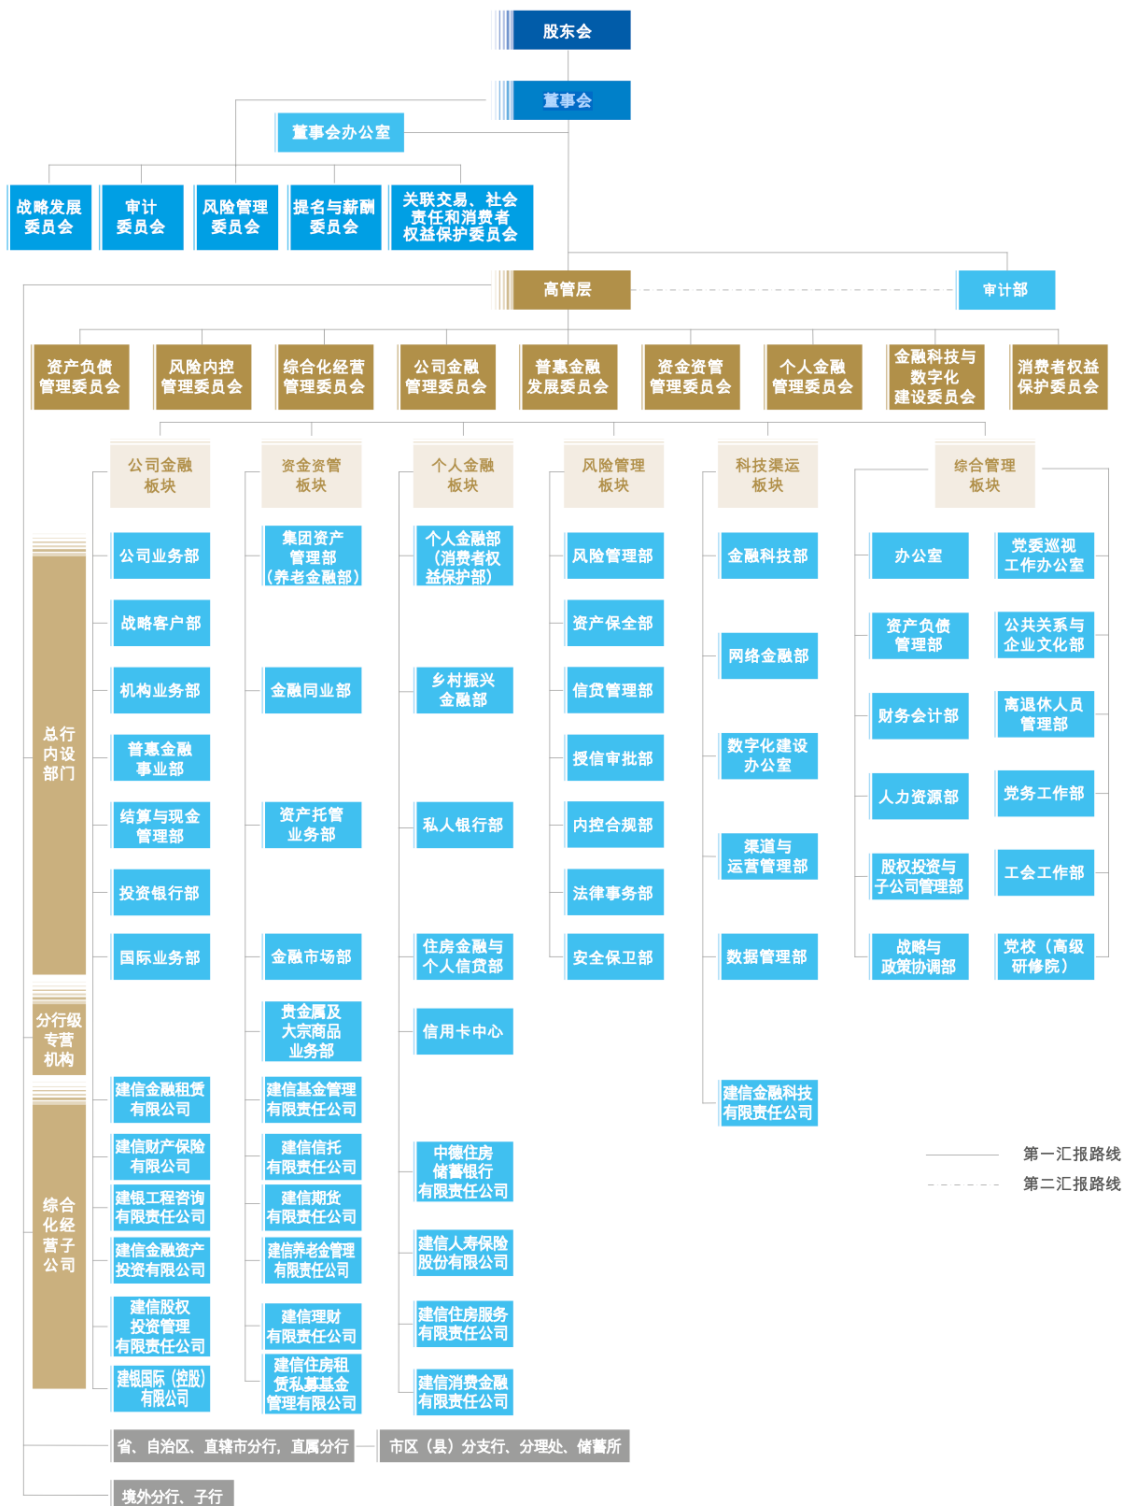 股东会
董事会
董事会办公室
战略发展
委员会
审计
委员会
风险管理
委员会
提名与薪酬
委员会
关联交易、社会
责任和消费者
权益保护委员会
高管层
审计部
资产负债
管理委员会
风险内控
管理委员会
综合化经营
管理委员会
公司金融
管理委员会
普惠金融
发展委员会
资金资管
管理委员会
个人金融
管理委员会
金融科技与
数字化
建设委员会
消费者权益
保护委员会
公司金融
板块
资金资管
板块
个人金融
板块
风险管理
板块
科技渠运
板块
综合管理
板块
总行
内设
部门
公司业务部
战略客户部
机构业务部
普惠金融
事业部
结算与现金
管理部
投资银行部
国际业务部
集团资产
管理部
（养老金融部）
金融同业部
资产托管
业务部
金融市场部
个人金融部
（消费者权
益保护部）
乡村振兴
金融部
私人银行部
住房金融与
个人信贷部
风险管理部
资产保全部
信贷管理部
授信审批部
内控合规部
法律事务部
安全保卫部
金融科技部
网络金融部
数字化建设
办公室
渠道与
运营管理部
数据管理部
办公室
资产负债
管理部
财务会计部
人力资源部
股权投资与
子公司管理部
战略与
政策协调部
党委巡视
工作办公室
公共关系与
企业文化部
离退休人员
管理部
党务工作部
工会工作部
党校（高级
研修院）
分行级
专营
机构
贵金属及
大宗商品
业务部
信用卡中心
综合
化经
营子
公司
建信金融租赁
有限公司
建信财产保险
有限公司
建银工程咨询
有限责任公司
建信金融资产
投资有限公司
建信股权
投资管理
有限责任公司
建银国际（控股）
有限公司
建信基金管理
有限责任公司
建信信托
有限责任公司
建信期货
有限责任公司
建信养老金管理
有限责任公司
建信理财
有限责任公司
建信住房租
赁私募基金
管理有限公司
中德住房
储蓄银行
有限责任公司
建信人寿保险
股份有限公司
建信住房服务
有限责任公司
建信消费金融
有限责任公司
建信金融科技
有限责任公司
第一汇报路线
第二汇报路线
省、自治区、直辖市分行，直属分行
市区（县）分支行、分理处、储蓄所
境外分行、子行